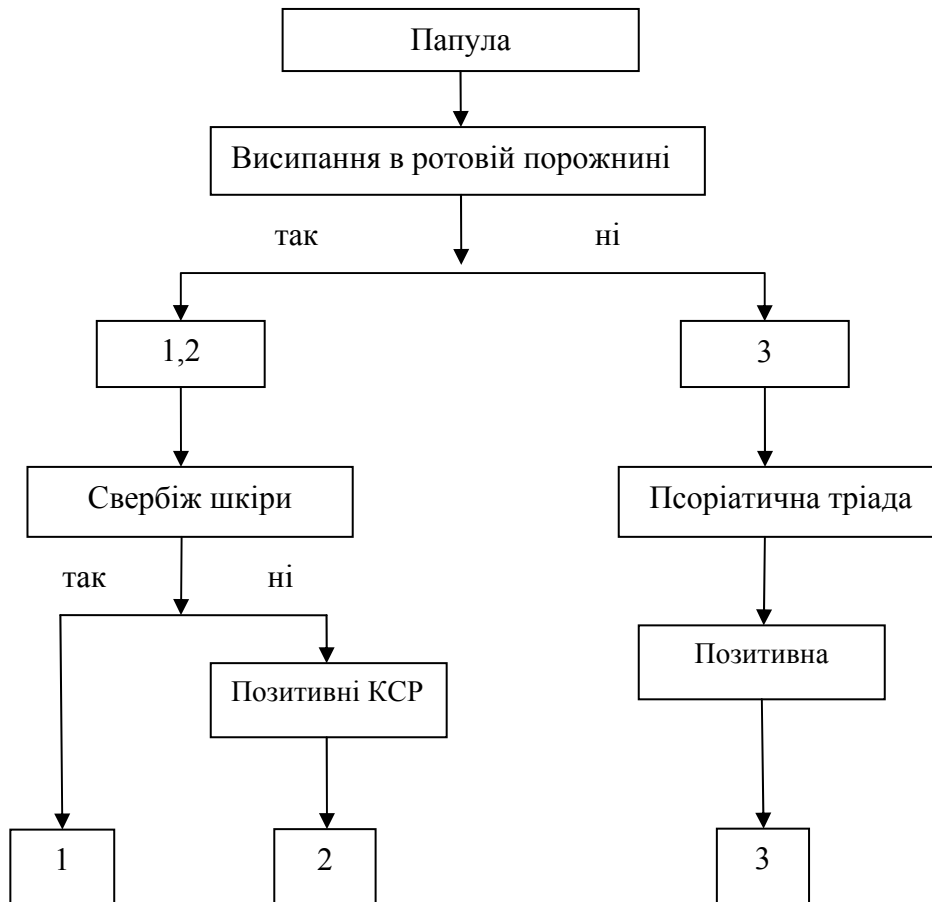 Папула
Висипання в ротовій порожнині
так
ні
1,2
3
Свербіж шкіри
Псоріатична тріада
так
ні
Позитивна
Позитивні КСР
1
2
3